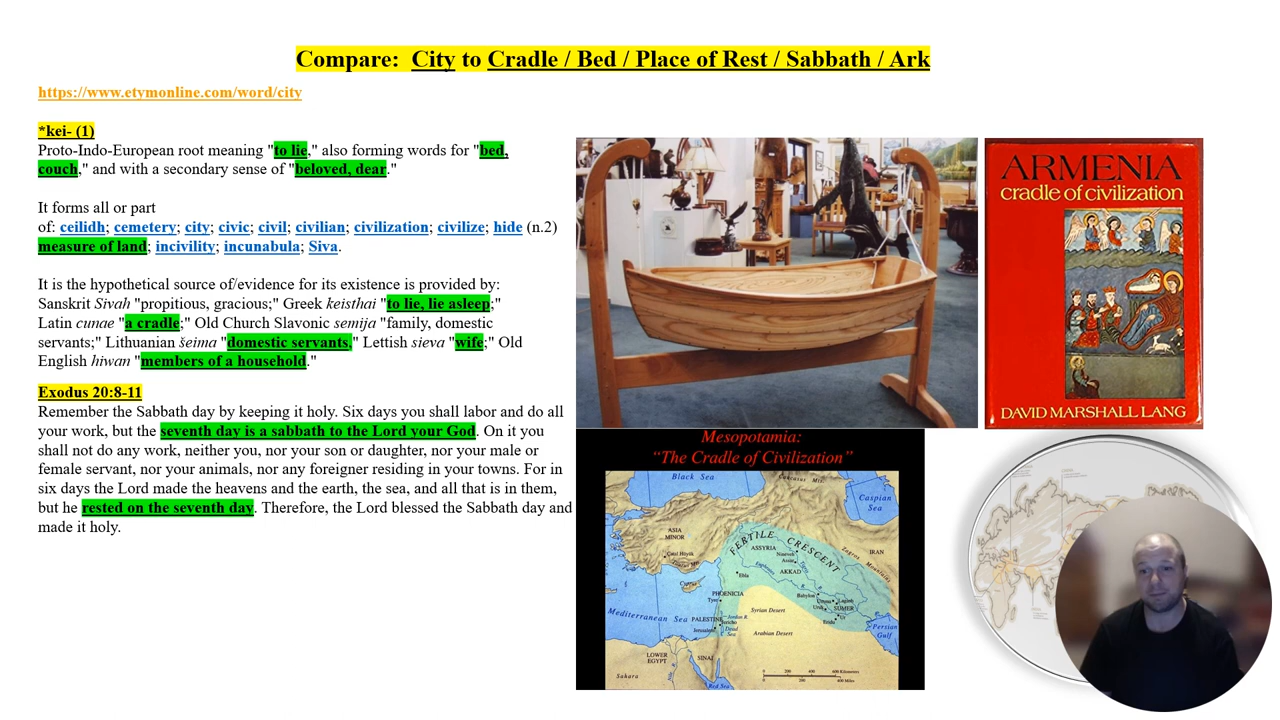 Compare:  City to Cradle / Bed / Place of Rest / Sabbath / Ark
https://www.etymonline.com/word/city
*kei- (1)
Proto-Indo-European root meaning "to lie," also forming words for "bed,
couch," and with a secondary sense of "beloved, dear."
It forms all or part
of: ceilidh; cemetery; city; civic; civil; civilian; civilization; civilize; hide (n.2)
measure of land; incivility; incunabula; Siva.
It is the hypothetical source of/evidence for its existence is provided by:
Sanskrit Sivah "propitious, gracious;" Greek keisthai "to lie, lie asleep;"
Latin cunae "a cradle;" Old Church Slavonic semija "family, domestic
servants;" Lithuanian šeima "domestic servants," Lettish sieva "wife;" Old
English hiwan "members of a household."
Exodus 20:8-11
Remember the Sabbath day by keeping it holy. Six days you shall labor and do all
your work, but the seventh day is a sabbath to the Lord your God. On it you
shall not do any work, neither you, nor your son or daughter, nor your male or
female servant, nor your animals, nor any foreigner residing in your towns. For in
six days the Lord made the heavens and the earth, the sea, and all that is in them,
but he rested on the seventh day. Therefore, the Lord blessed the Sabbath day and
made it holy.
ARMENIA
cradle of civilization
DAVID MARSHALL LANG
Mesopotamia:
"The Cradle of Civilization"
Black Sea
Caspian
Sea
ASIA
MINOR
FERTILE CRESCENT
ASSYRIA
IRAN
Zagros Mountains
AKKAD
Ebla
Cyprus
PHOENICIA
Tyre
Babylon
SUMER
Mediterranean Sea
PALESTINE
Jericho
Jerusalem
Dead
Sea
Syrian Desert
Arabian Desert
Persian
Gulf
LOWER
EGYPT
SINAI
Sahara
Red Sea